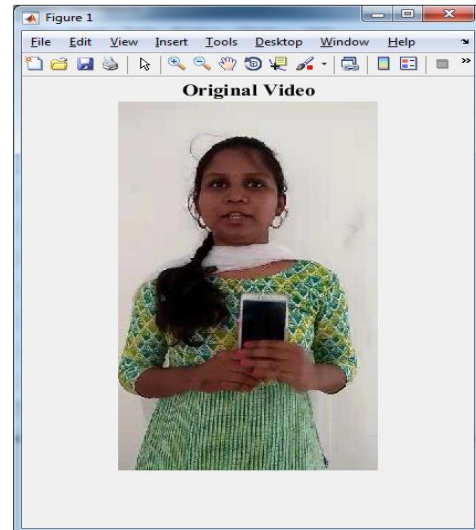 Figure 1
File Edit View Insert Tools Desktop Window Help
Original Video